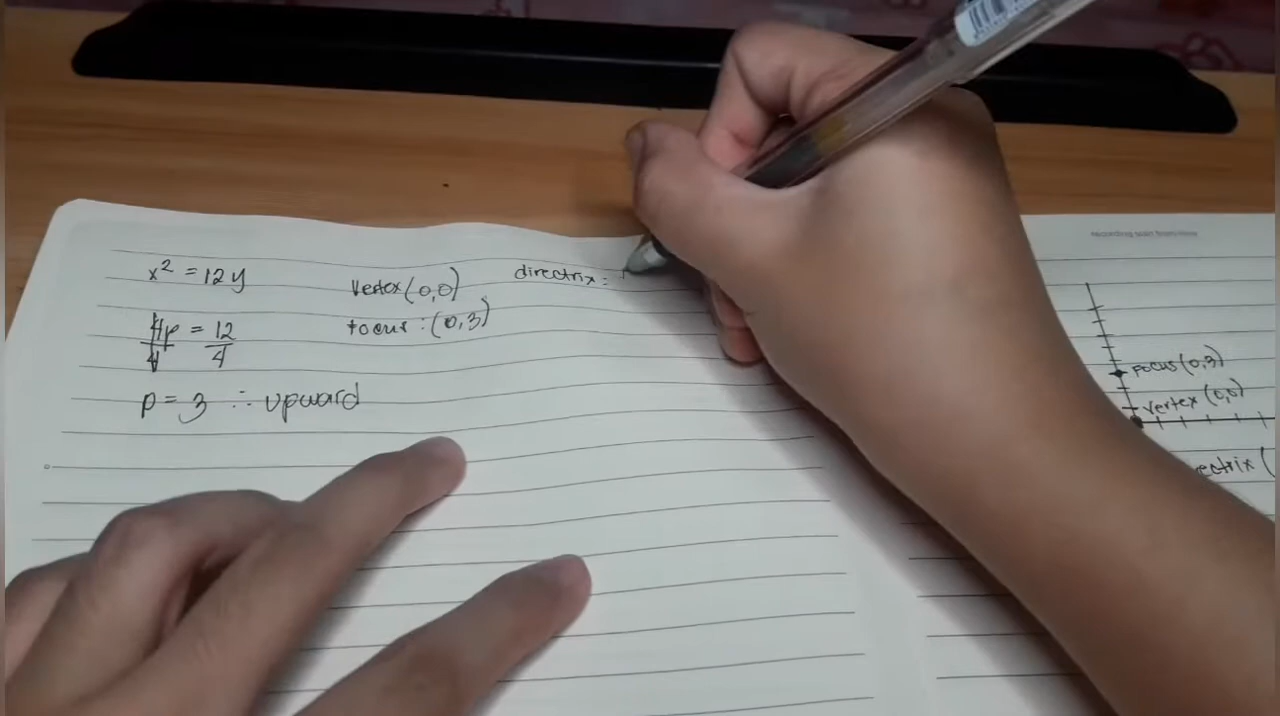 x² = 12y
4p = 12
4 4
p = 3 ∴ upward
Vertex (0,0)
focus : (0,3)
directrix :
Focus (0,3)
Vertex (0,0)
ectrix (